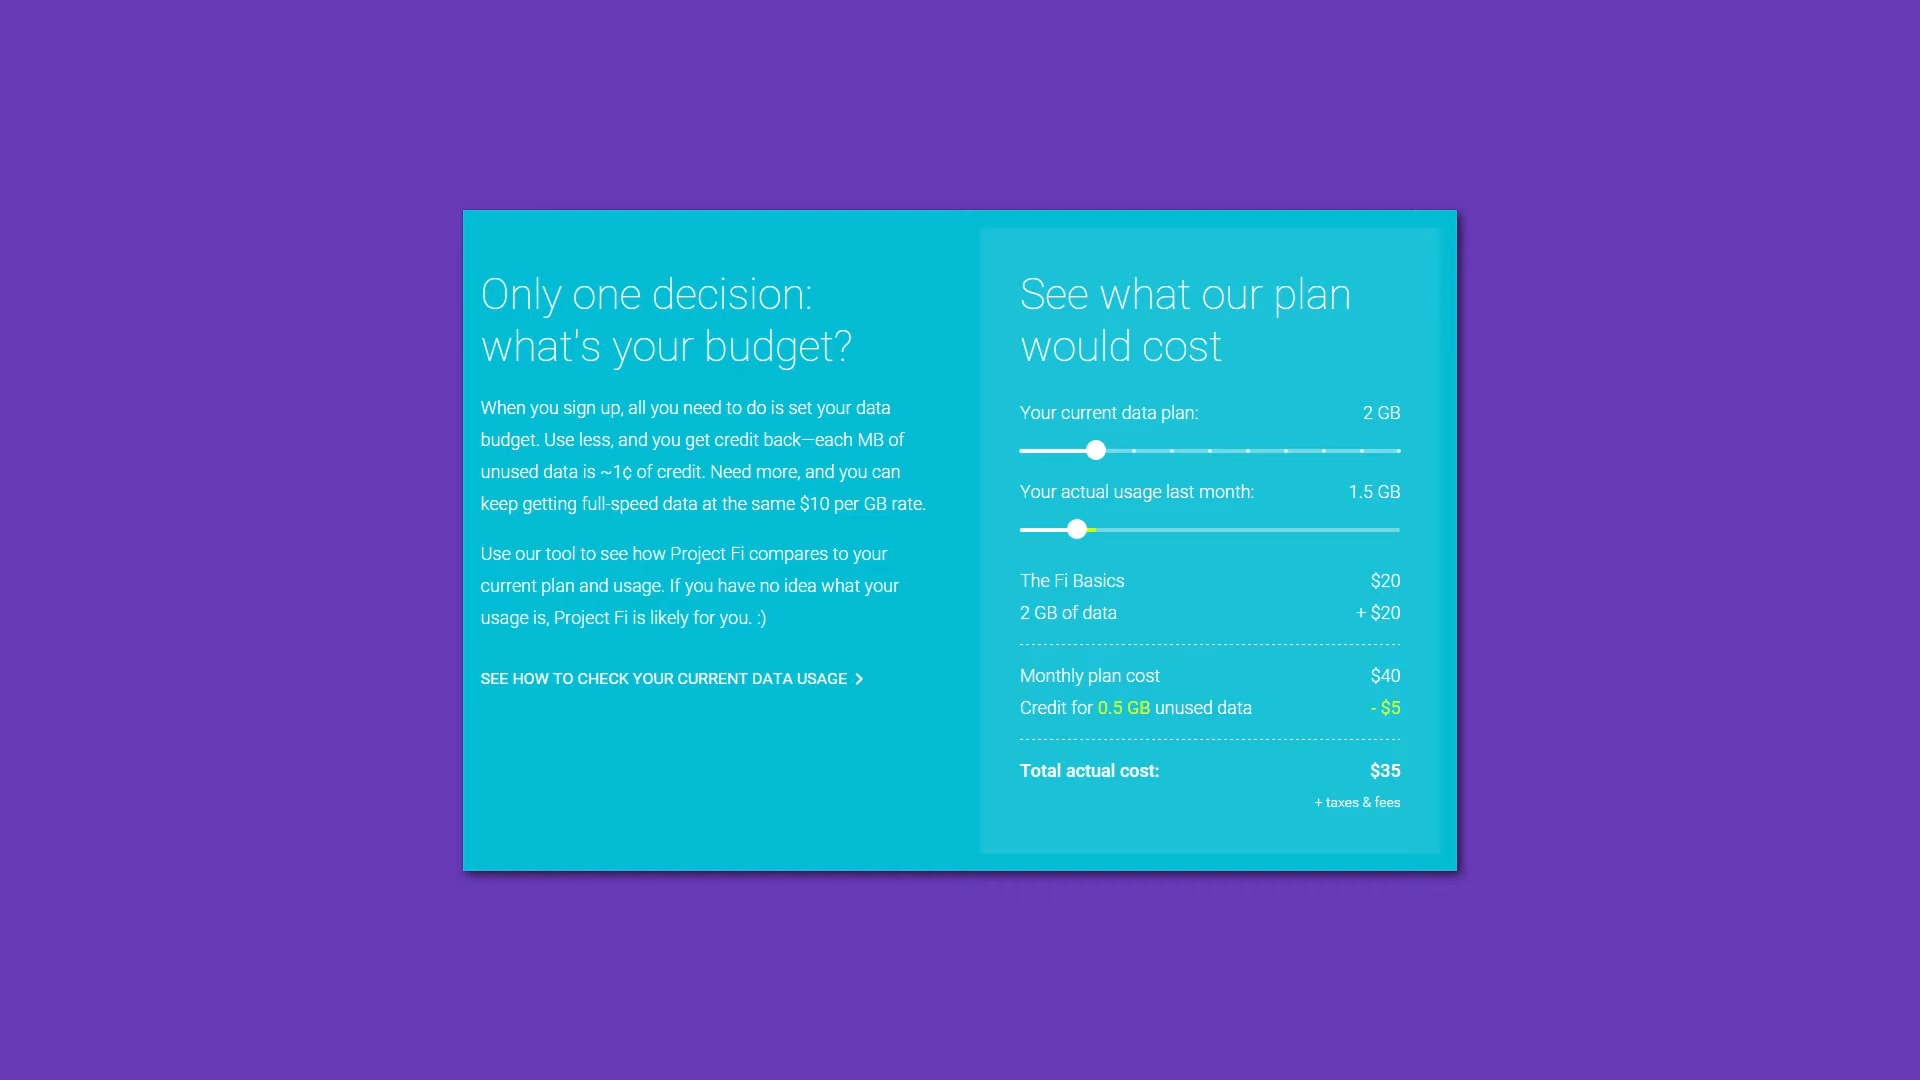 Only one decision:
what's your budget?
When you sign up, all you need to do is set your data
budget. Use less, and you get credit back—each MB of
unused data is ~1¢ of credit. Need more, and you can
keep getting full-speed data at the same $10 per GB rate.
Use our tool to see how Project Fi compares to your
current plan and usage. If you have no idea what your
usage is, Project Fi is likely for you. :)
SEE HOW TO CHECK YOUR CURRENT DATA USAGE >
See what our plan
would cost
Your current data plan: 2 GB
Your actual usage last month: 1.5 GB
The Fi Basics $20
2 GB of data + $20
Monthly plan cost $40
Credit for 0.5 GB unused data - $5
Total actual cost: $35
+ taxes & fees